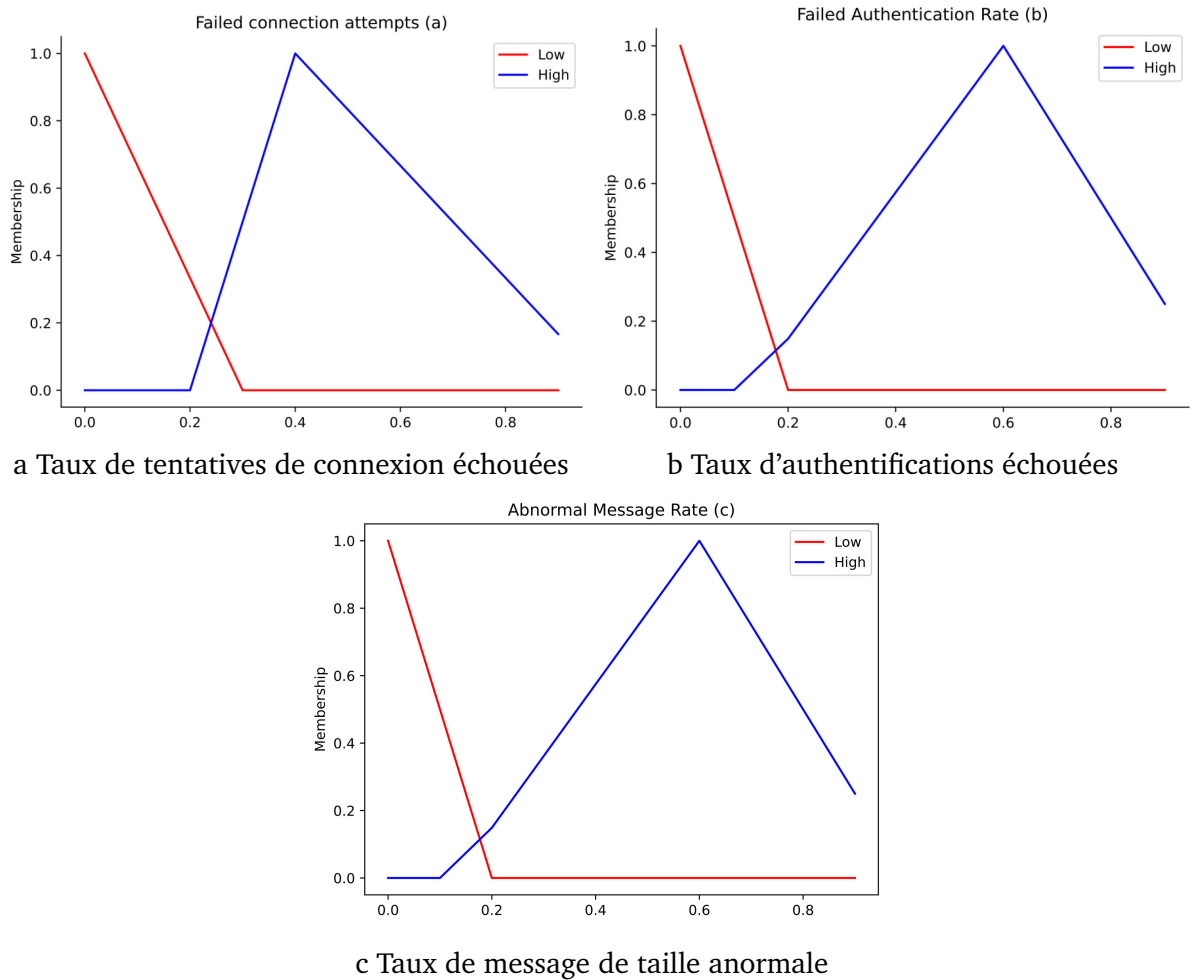 Failed connection attempts (a)
Low
High
Membership
1.0
0.8
0.6
0.4
0.2
0.0
0.0 0.2 0.4 0.6 0.8
a Taux de tentatives de connexion échouées
Failed Authentication Rate (b)
Low
High
Membership
1.0
0.8
0.6
0.4
0.2
0.0
0.0 0.2 0.4 0.6 0.8
b Taux d'authentifications échouées
Abnormal Message Rate (c)
Low
High
Membership
1.0
0.8
0.6
0.4
0.2
0.0
0.0 0.2 0.4 0.6 0.8
c Taux de message de taille anormale